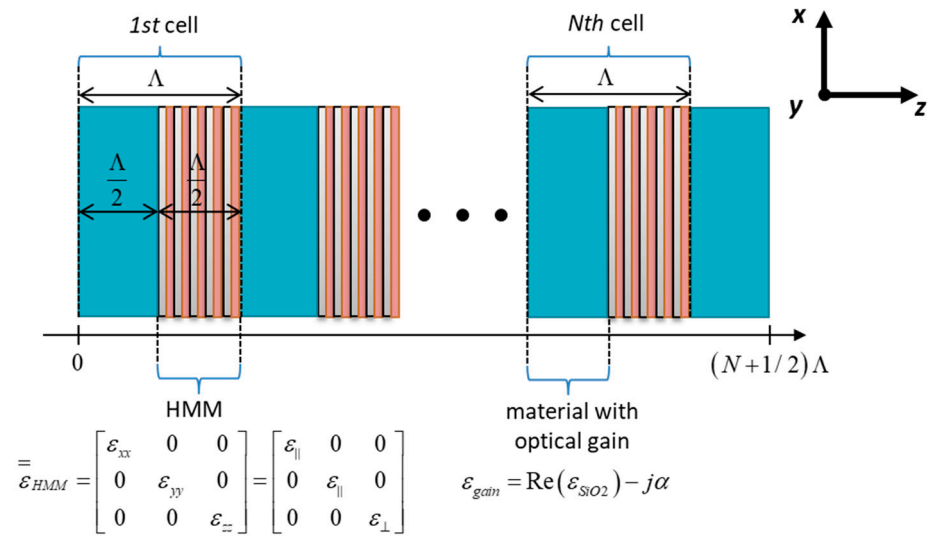 1st cell
Nth cell
x
y
z
Λ
Λ
Λ/2
Λ/2
0
(N+1/2)Λ
HMM
material with
optical gain
ε̿_HMM = [ε_xx 0 0; 0 ε_yy 0; 0 0 ε_zz] = [ε_|| 0 0; 0 ε_|| 0; 0 0 ε_⊥]
ε_gain = Re(ε_SiO2) − jα